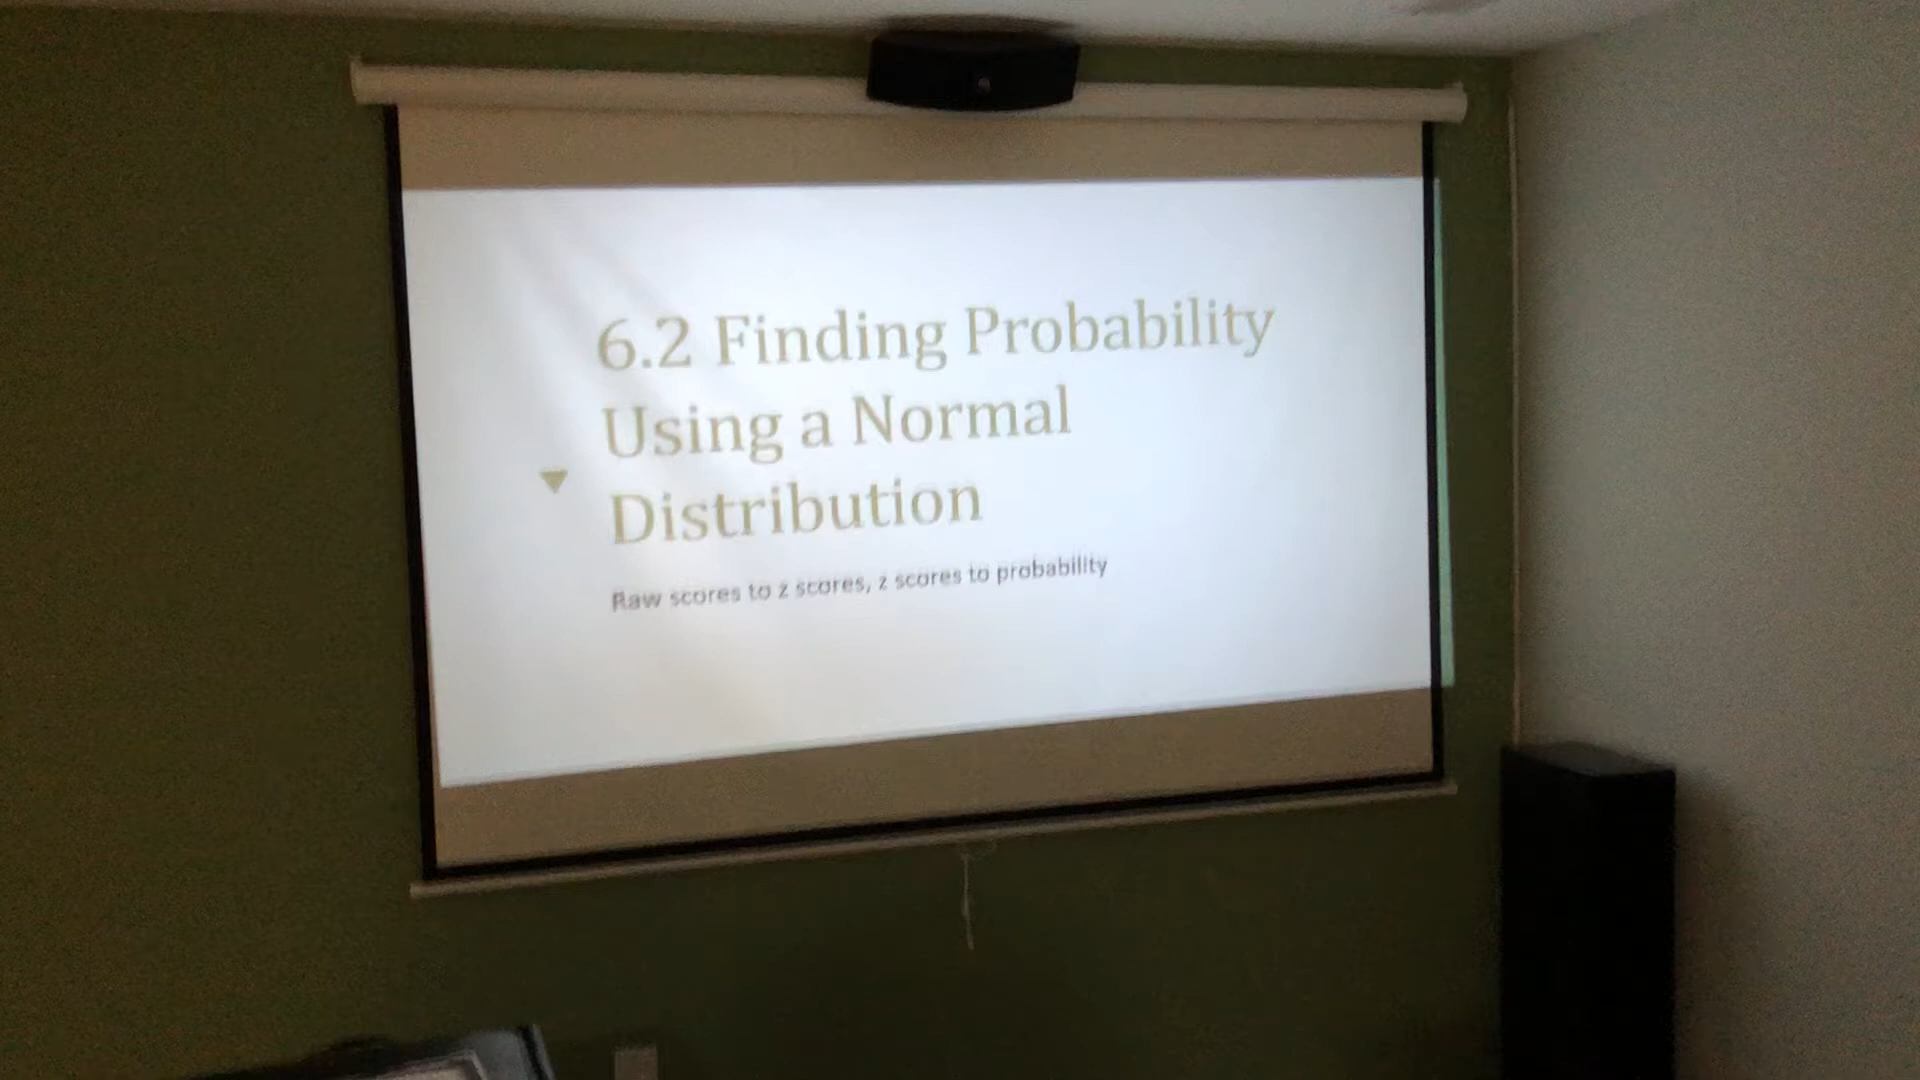 6.2 Finding Probability
Using a Normal
Distribution
Raw scores to z scores, z scores to probability